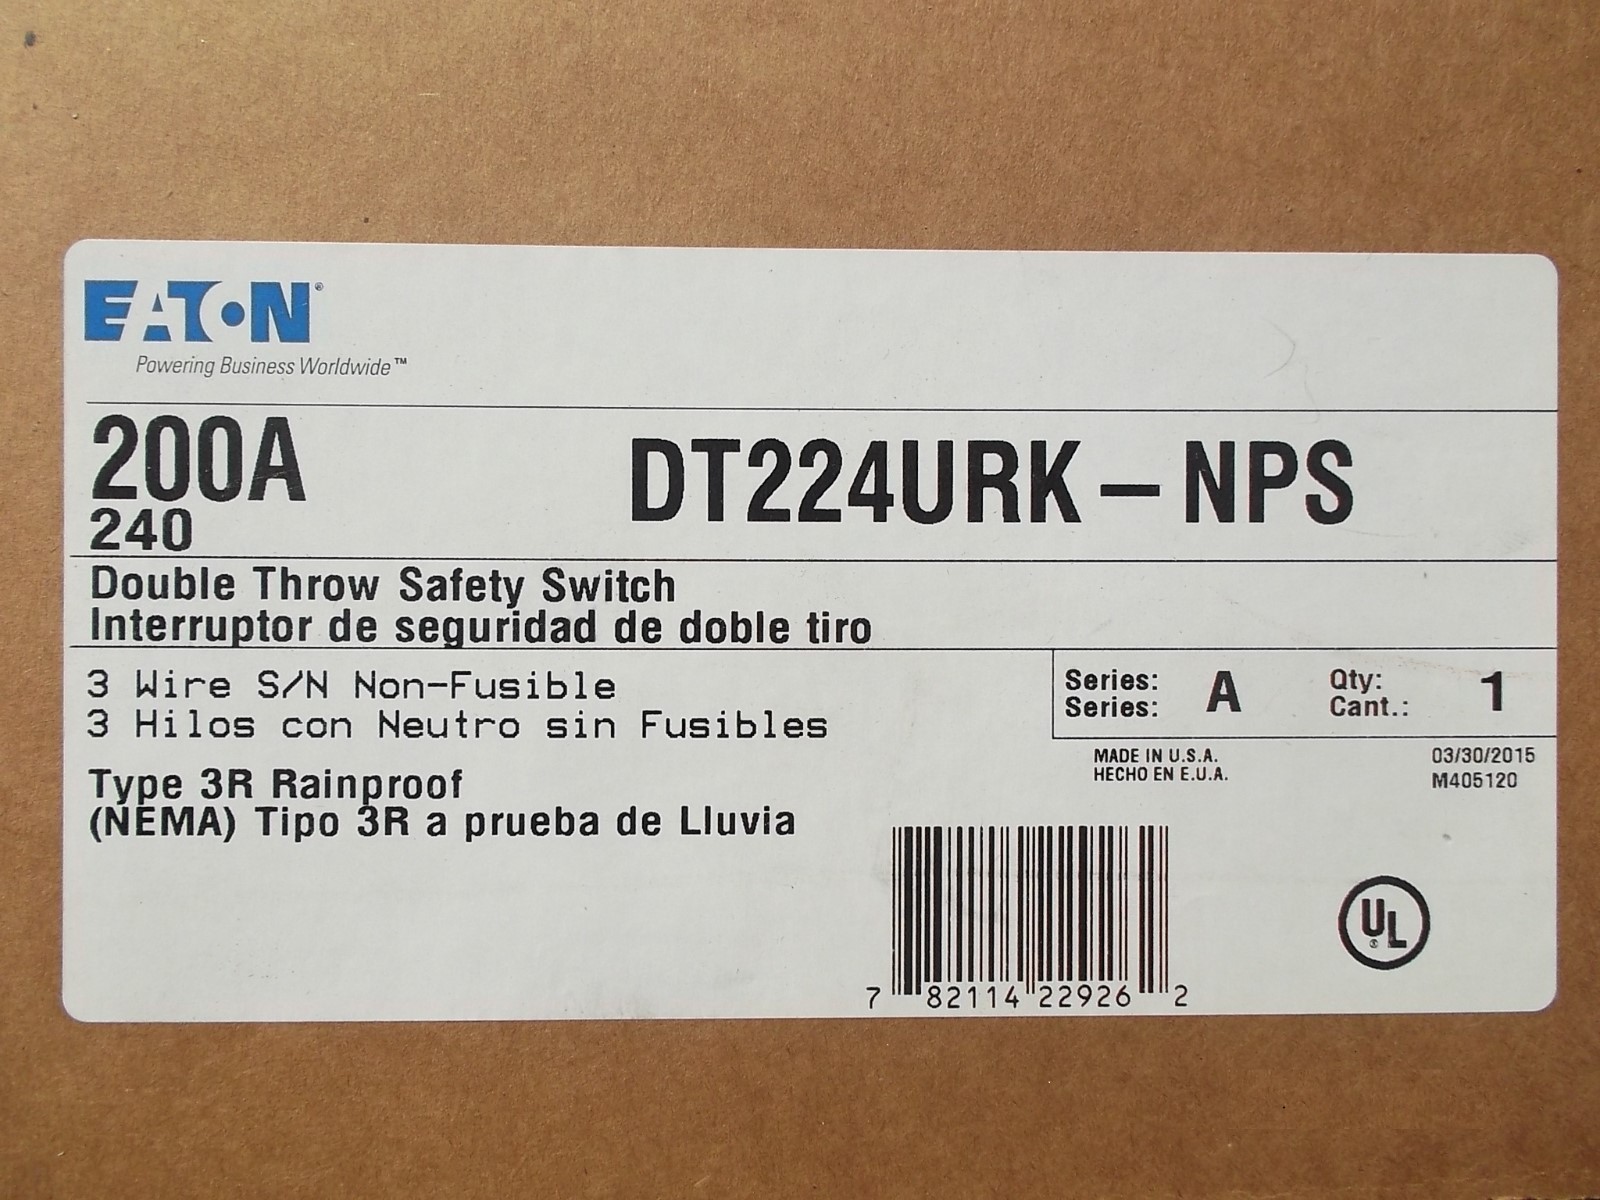 EATON®
Powering Business Worldwide™
200A
240
DT224URK-NPS
Double Throw Safety Switch
Interruptor de seguridad de doble tiro
3 Wire S/N Non-Fusible
3 Hilos con Neutro sin Fusibles
Type 3R Rainproof
(NEMA) Tipo 3R a prueba de Lluvia
Series: A Qty: 1
Series: Cant.:
MADE IN U.S.A. 03/30/2015
HECHO EN E.U.A. M405120
7 82114 22926 2
UL ®